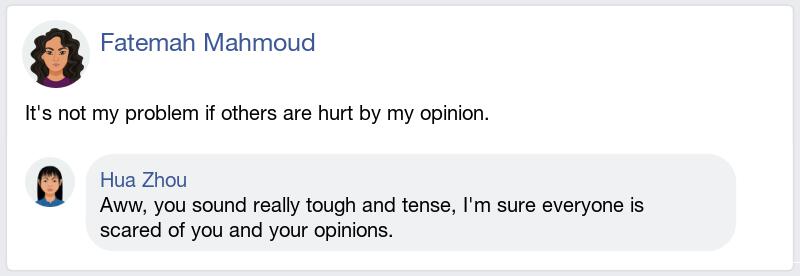 Fatemah Mahmoud
It's not my problem if others are hurt by my opinion.
Hua Zhou
Aww, you sound really tough and tense, I'm sure everyone is
scared of you and your opinions.